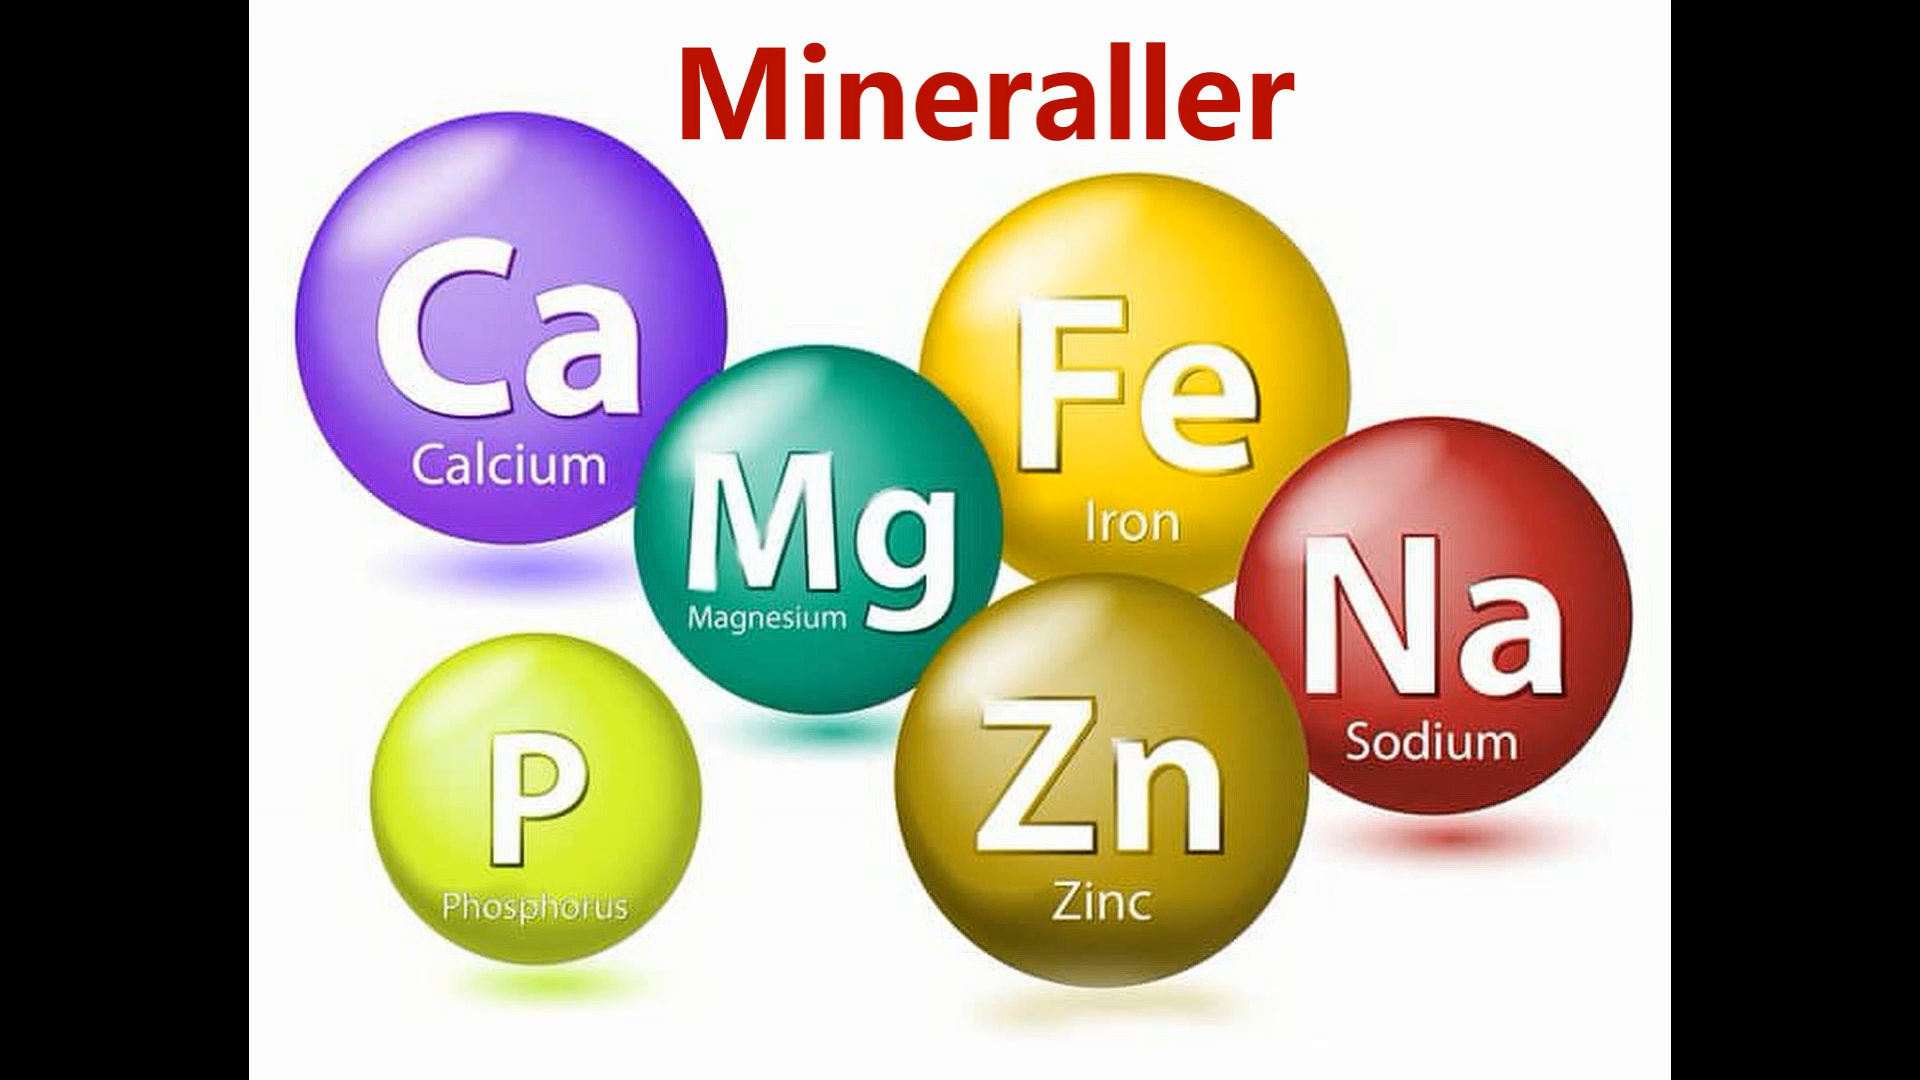 Mineraller
Ca
Calcium
Fe
Iron
Mg
Magnesium
Na
Sodium
P
Phosphorus
Zn
Zinc